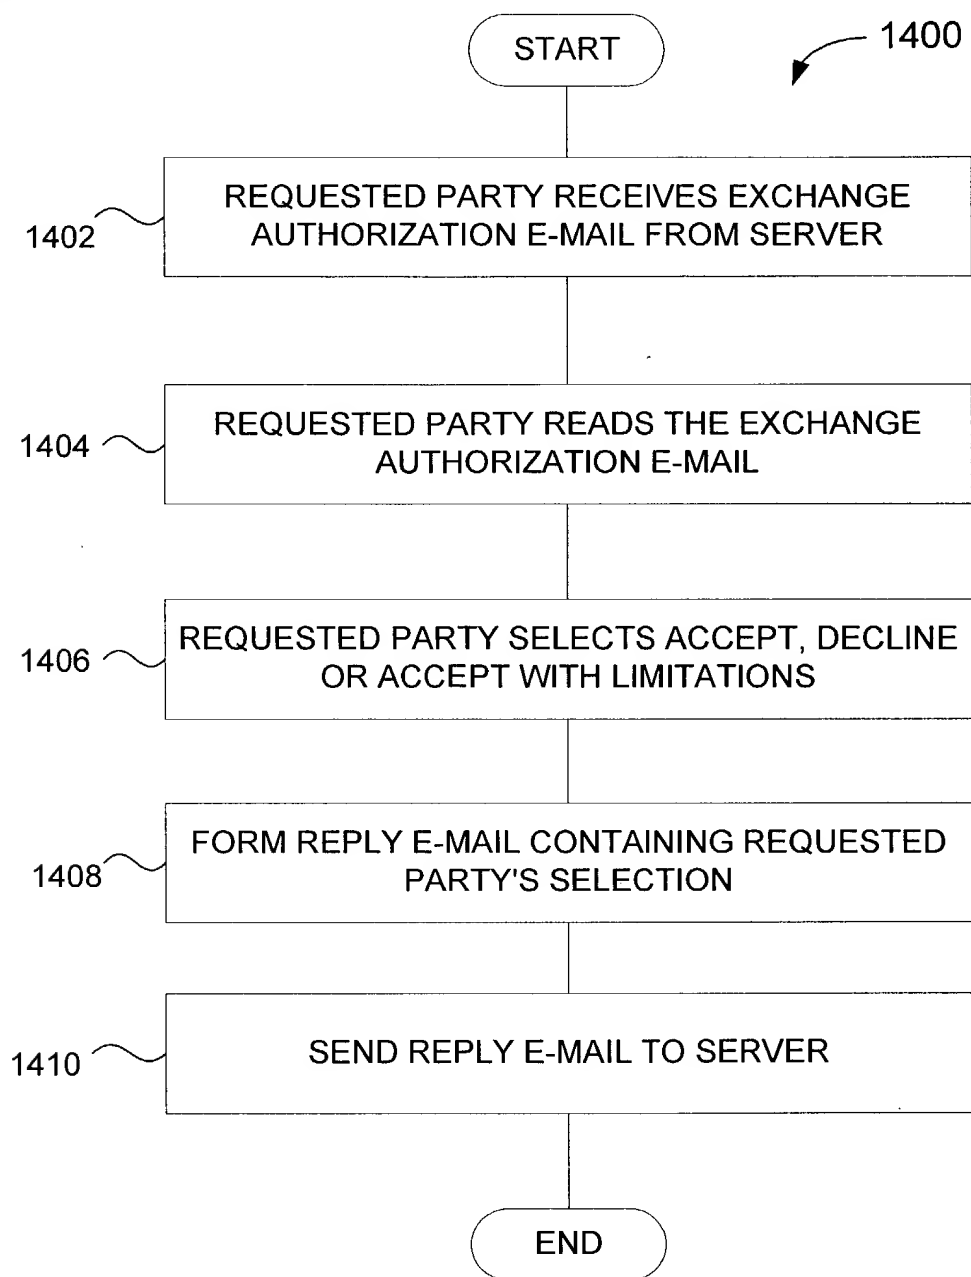 START
1400
REQUESTED PARTY RECEIVES EXCHANGE
AUTHORIZATION E-MAIL FROM SERVER
1402
REQUESTED PARTY READS THE EXCHANGE
AUTHORIZATION E-MAIL
1404
REQUESTED PARTY SELECTS ACCEPT, DECLINE
OR ACCEPT WITH LIMITATIONS
1406
FORM REPLY E-MAIL CONTAINING REQUESTED
PARTY'S SELECTION
1408
SEND REPLY E-MAIL TO SERVER
1410
END